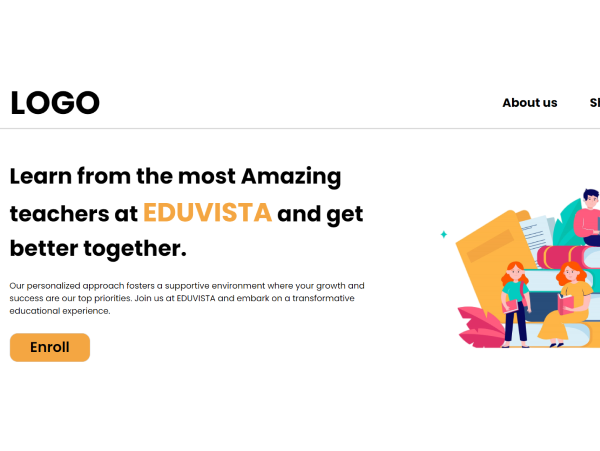 LOGO
About us
Learn from the most Amazing
teachers at EDUVISTA and get
better together.
Our personalized approach fosters a supportive environment where your growth and
success are our top priorities. Join us at EDUVISTA and embark on a transformative
educational experience.
Enroll